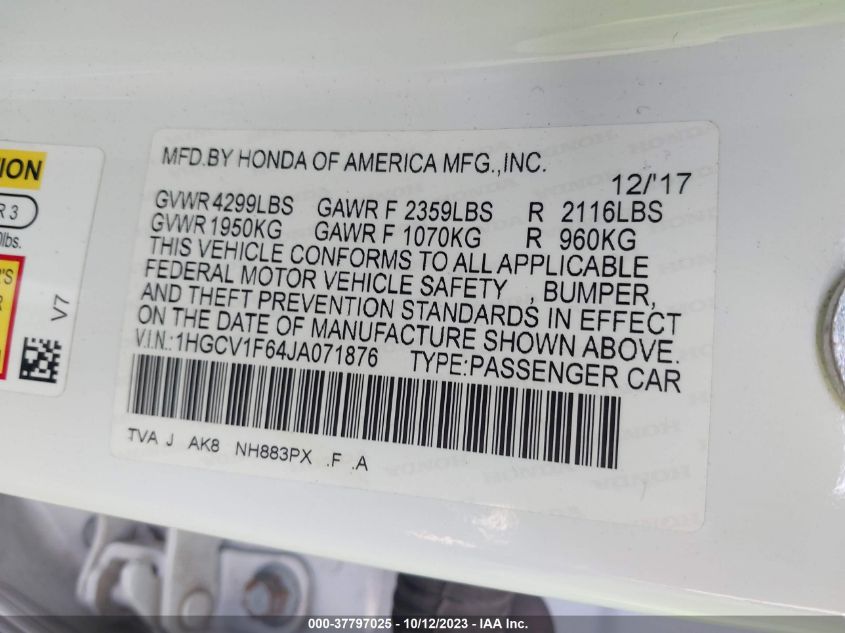 MFD.BY HONDA OF AMERICA MFG.,INC.
12/'17
GVWR 4299LBS GAWR F 2359LBS R 2116LBS
GVWR 1950KG GAWR F 1070KG R 960KG
THIS VEHICLE CONFORMS TO ALL APPLICABLE
FEDERAL MOTOR VEHICLE SAFETY , BUMPER,
AND THEFT PREVENTION STANDARDS IN EFFECT
ON THE DATE OF MANUFACTURE SHOWN ABOVE.
V.I.N.:1HGCV1F64JA071876 TYPE:PASSENGER CAR
TVA J AK8 NH883PX .F .A
TION
R 3
lbs.
'S
R
V7
000-37797025 - 10/12/2023 - IAA Inc.